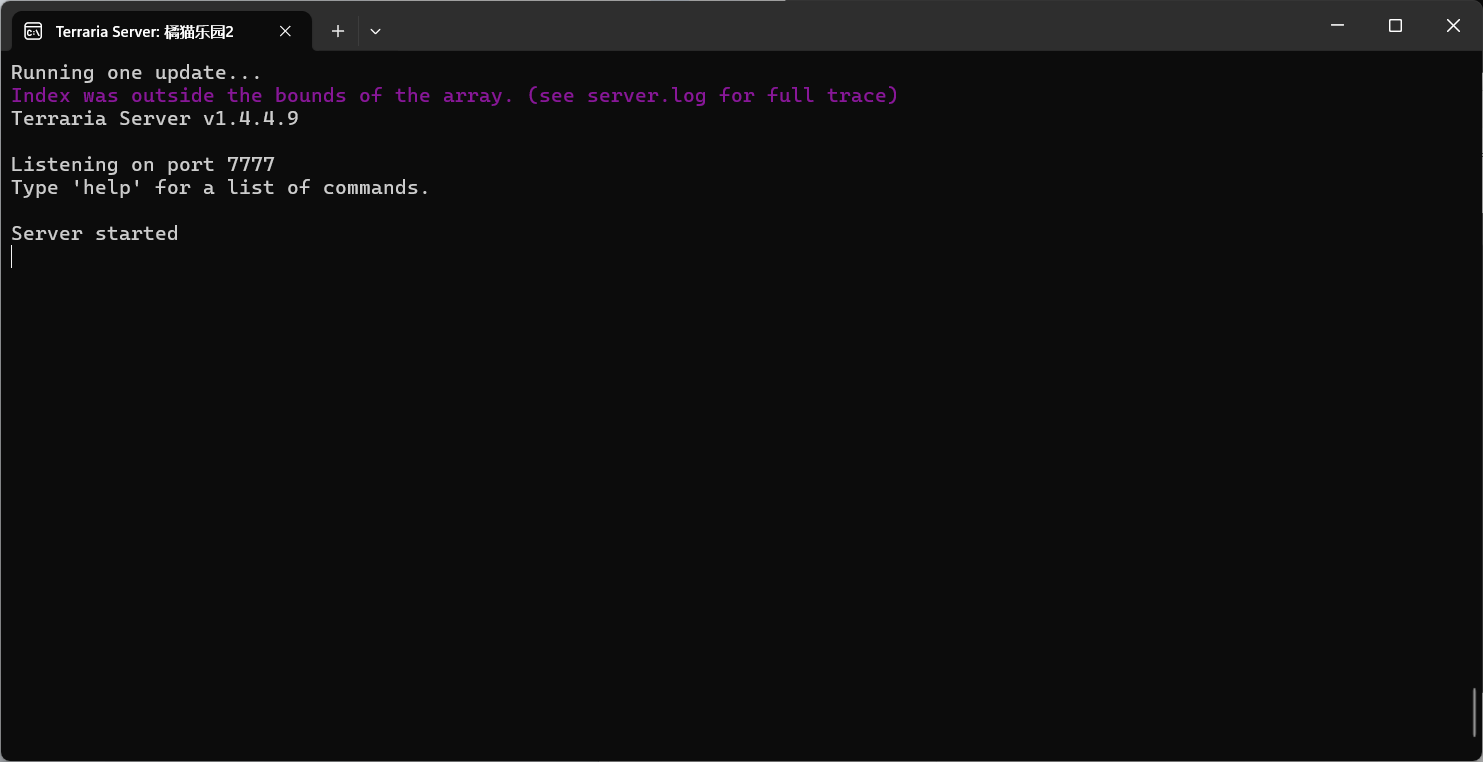 Terraria Server: 橘猫乐园2
Running one update...
Index was outside the bounds of the array. (see server.log for full trace)
Terraria Server v1.4.4.9
Listening on port 7777
Type 'help' for a list of commands.
Server started